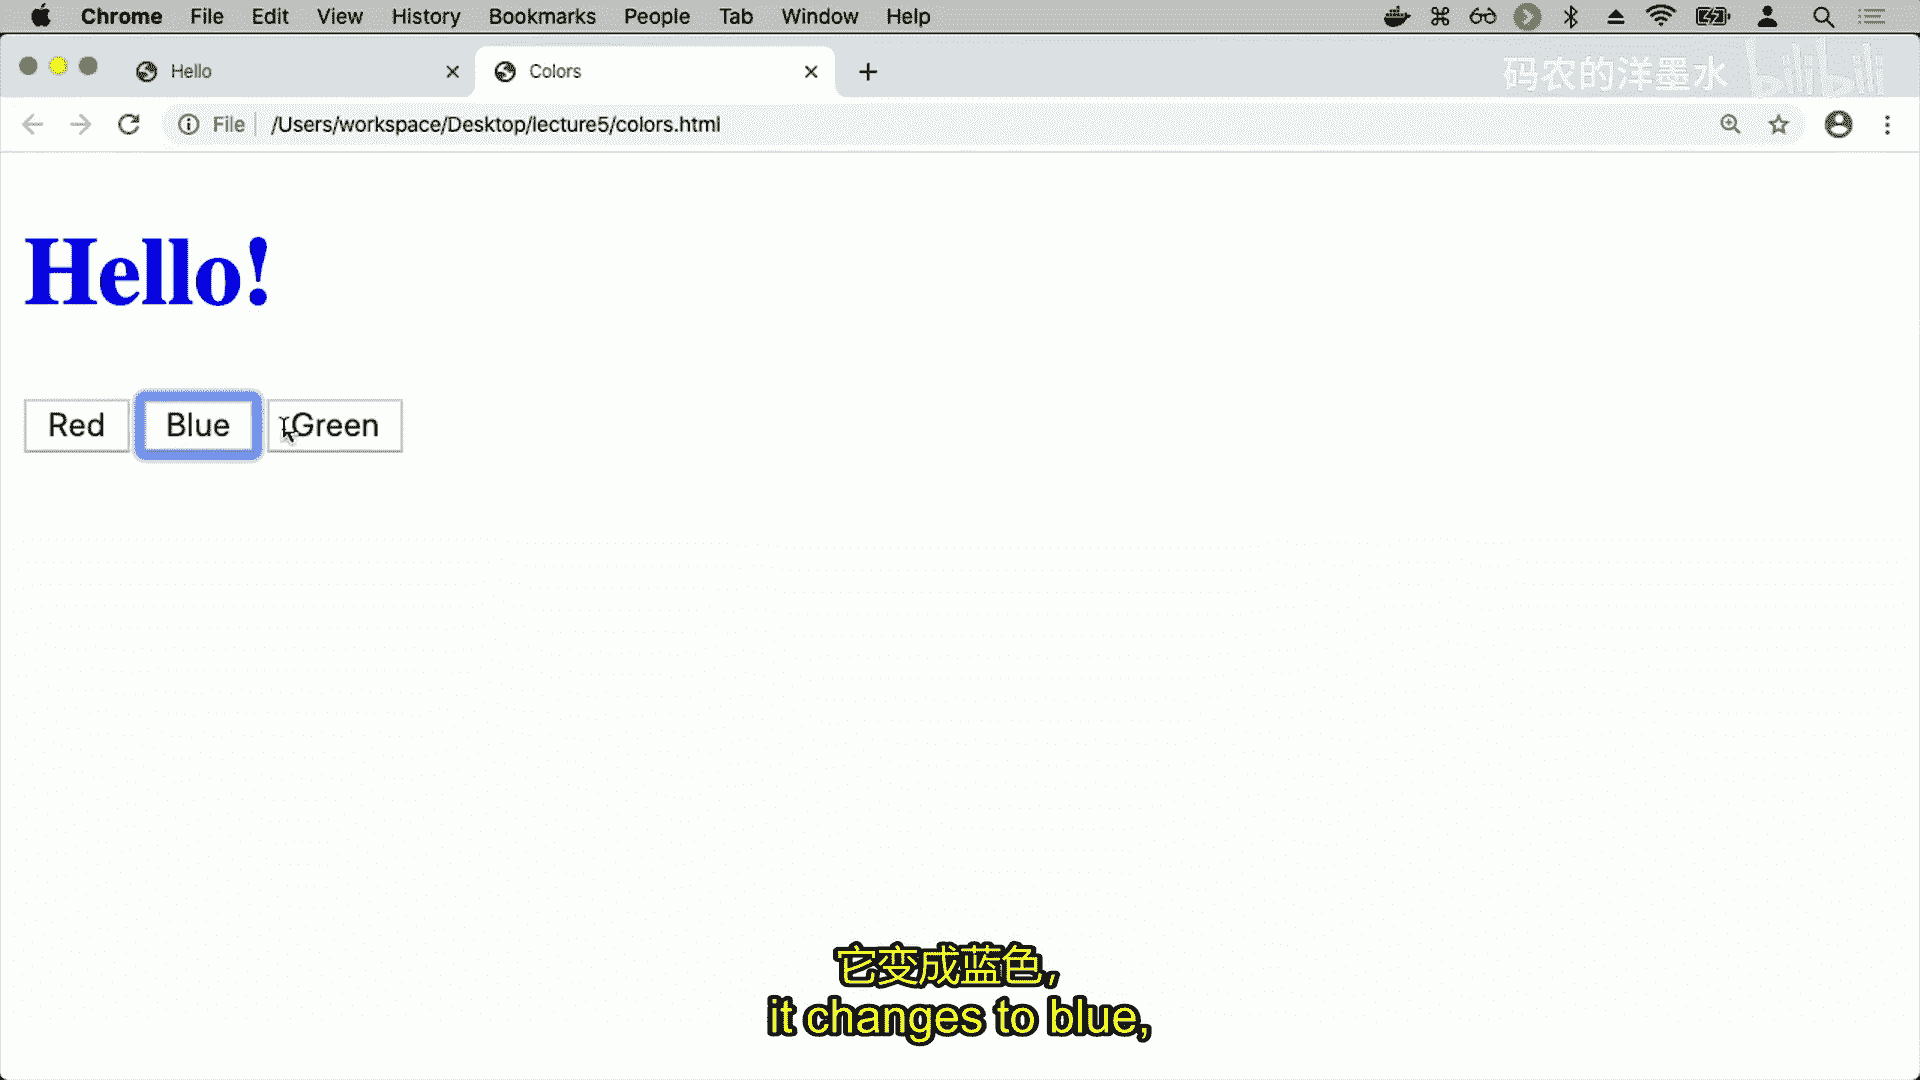 Chrome File Edit View History Bookmarks People Tab Window Help
Hello Colors
码农的洋墨水 bilibili
File /Users/workspace/Desktop/lecture5/colors.html
Hello!
Red Blue Green
它变成蓝色,
it changes to blue,